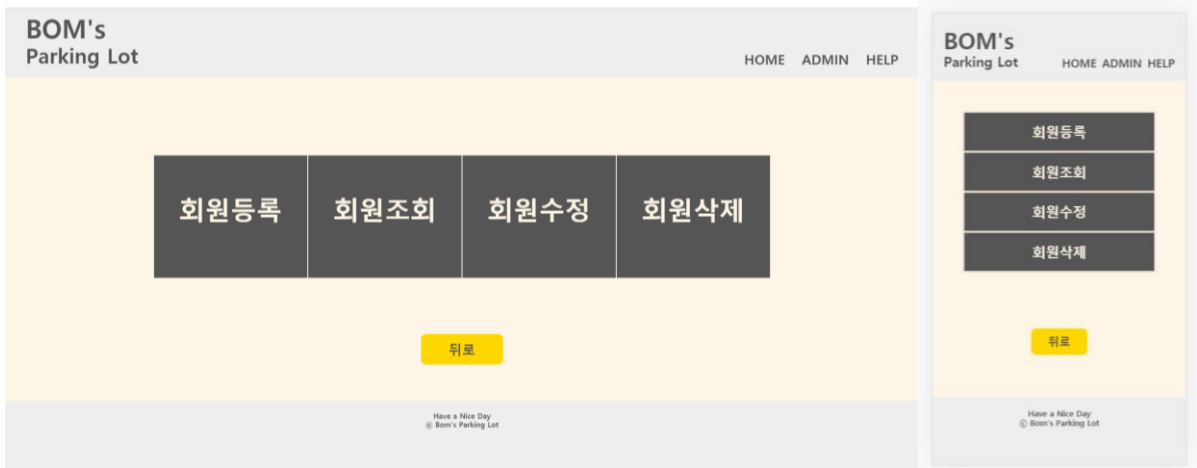 BOM's
Parking Lot
HOME ADMIN HELP
회원등록 회원조회 회원수정 회원삭제
뒤로
Have a Nice Day
ⓒ Bom's Parking Lot
BOM's
Parking Lot
HOME ADMIN HELP
회원등록
회원조회
회원수정
회원삭제
뒤로
Have a Nice Day
ⓒ Bom's Parking Lot